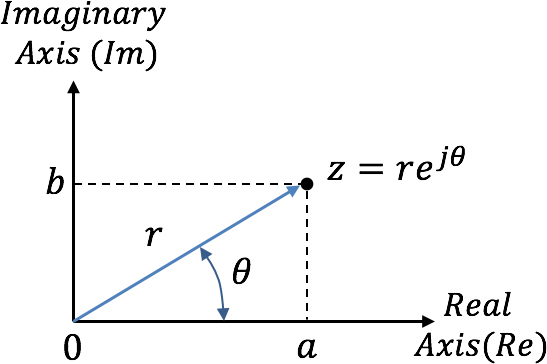 Imaginary
Axis (Im)
b
z = re^{jθ}
r
θ
0
a
Real
Axis(Re)